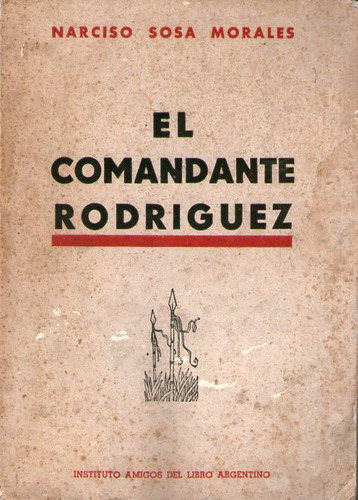 NARCISO SOSA MORALES
EL
COMANDANTE
RODRIGUEZ
INSTITUTO AMIGOS DEL LIBRO ARGENTINO